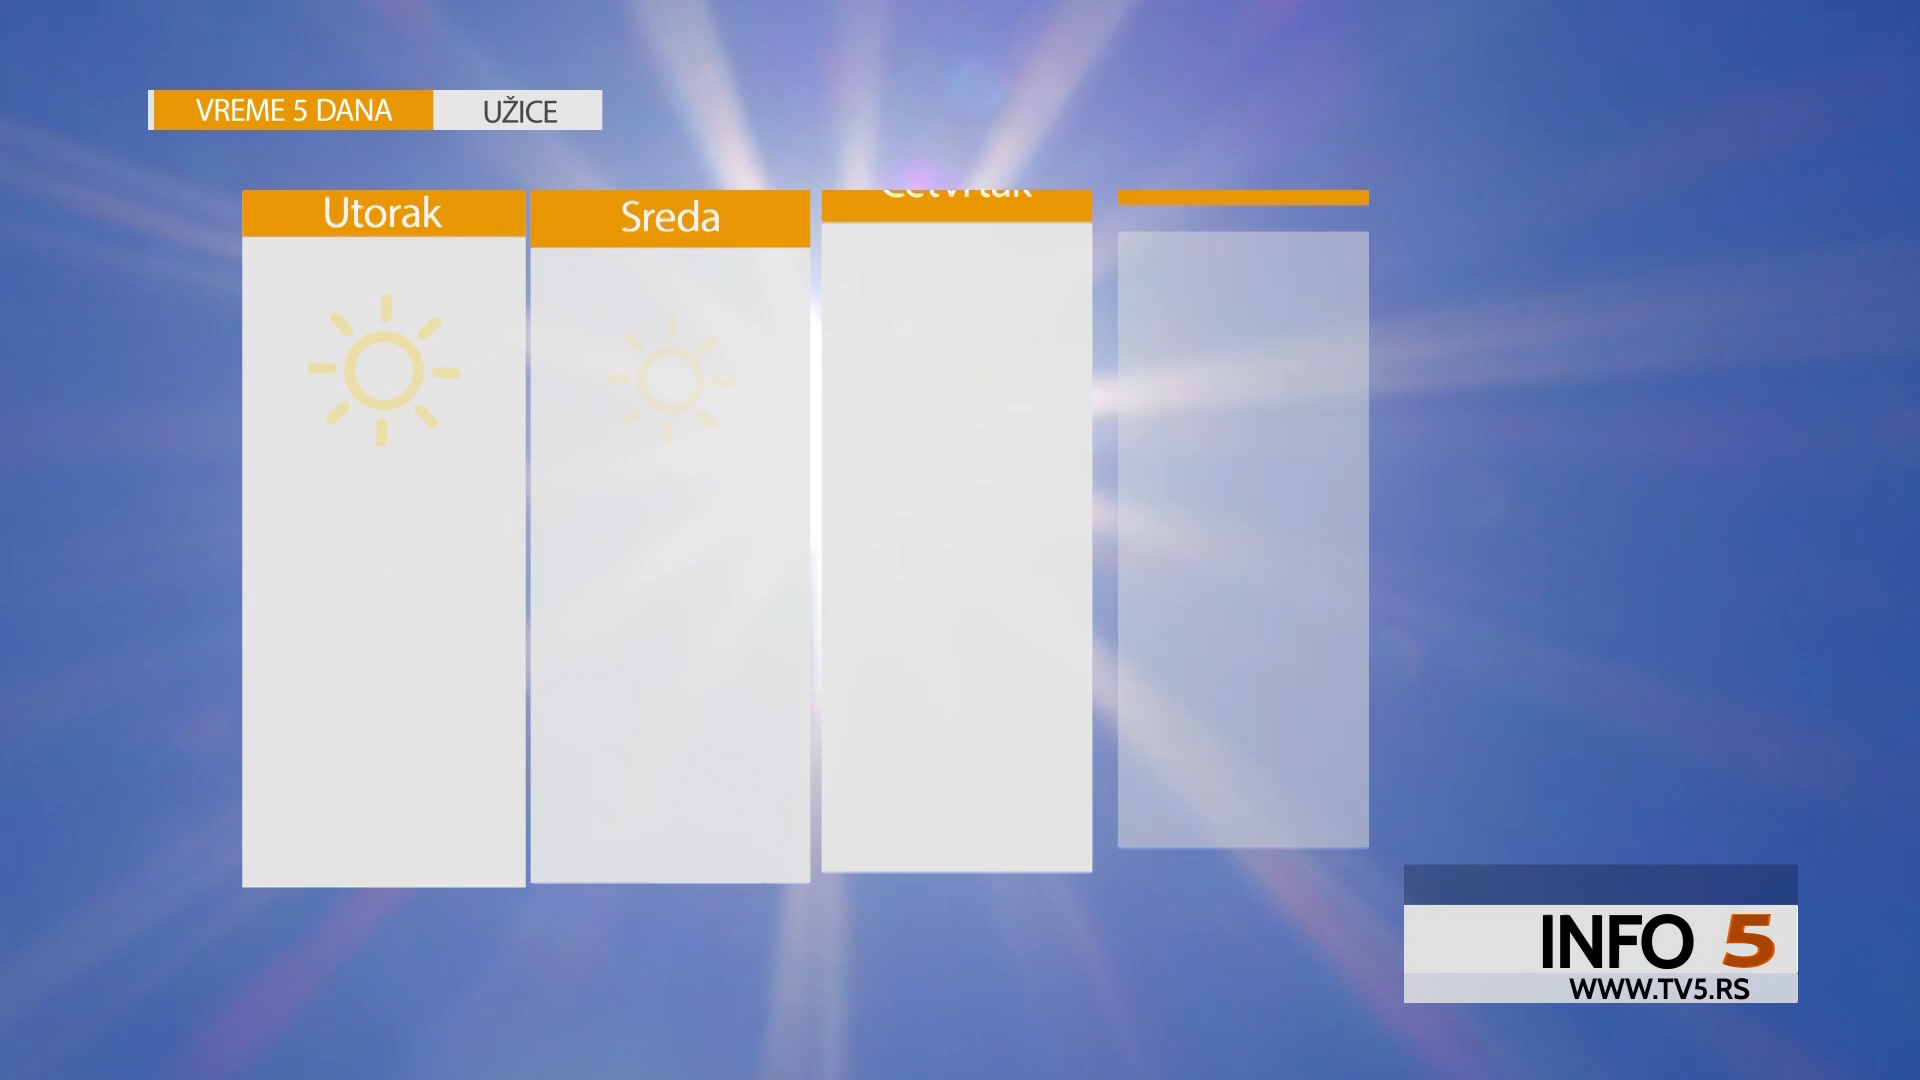 VREME 5 DANA
UŽICE
Utorak
Sreda
INFO 5
WWW.TV5.RS